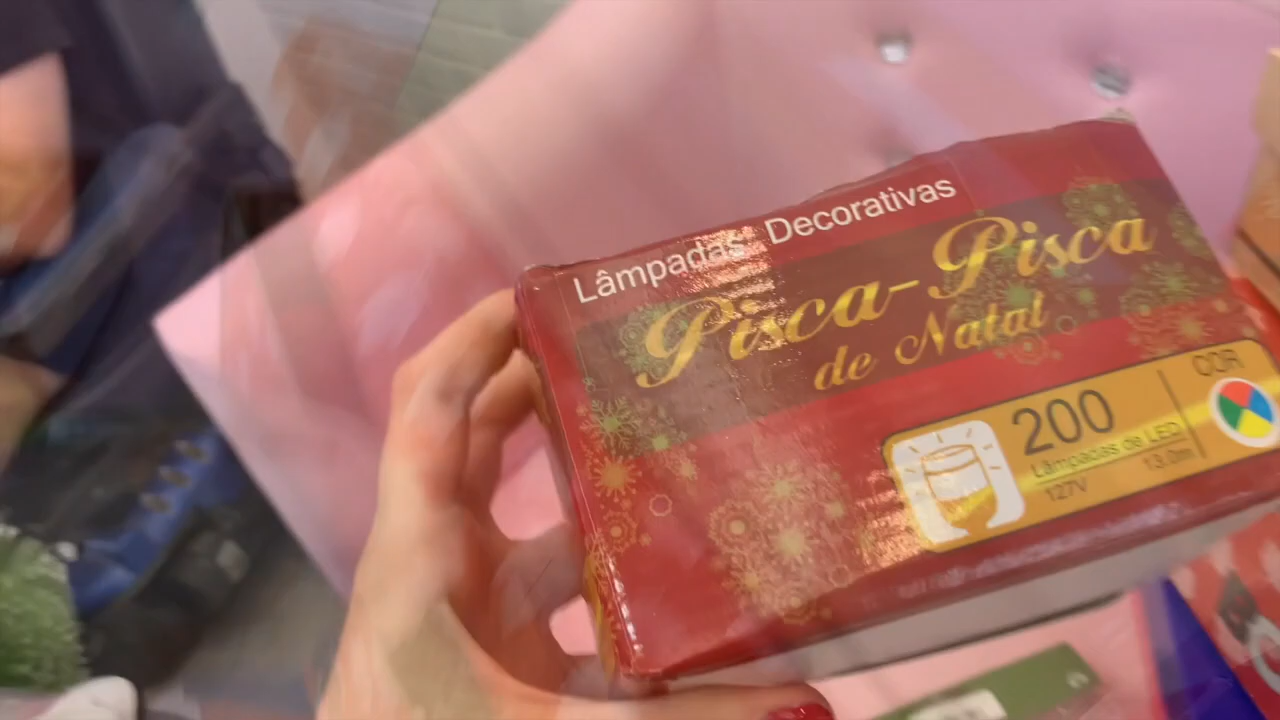 Lâmpadas Decorativas
Pisca-Pisca
de Natal
200
Lâmpadas de LED
127V
13.0m
COR